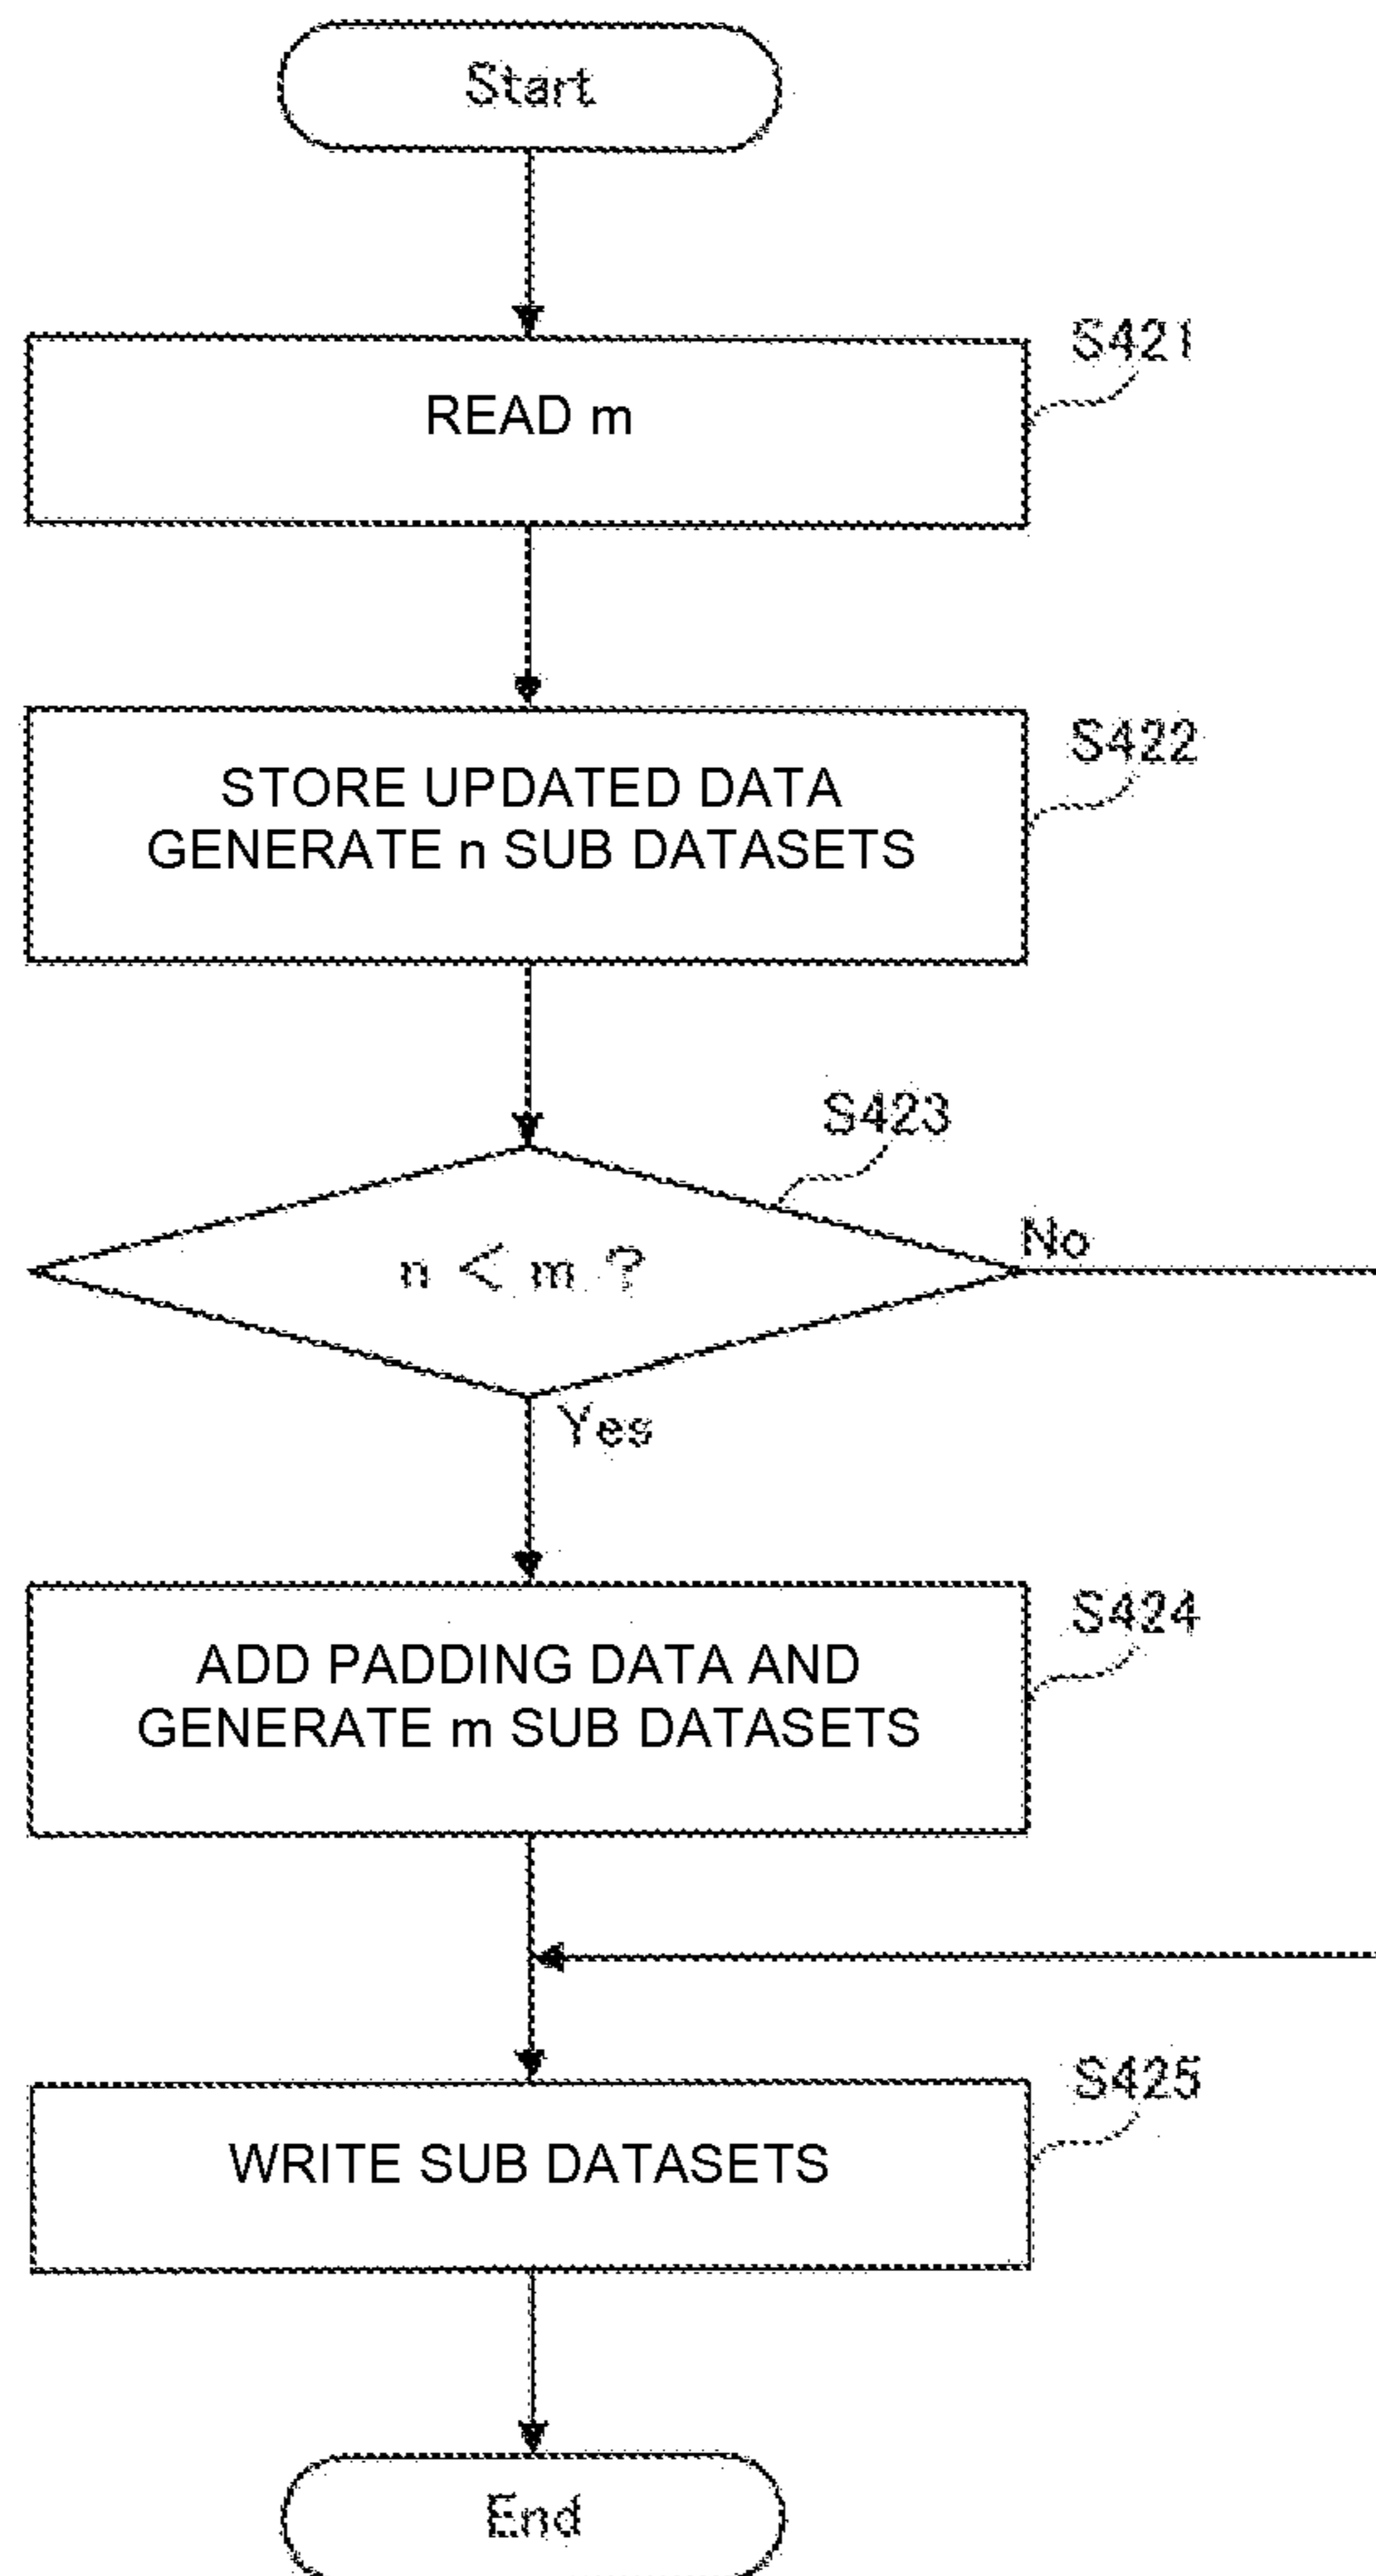 Start
S421
READ m
S422
STORE UPDATED DATA
GENERATE n SUB DATASETS
S423
n < m ?
No
Yes
S424
ADD PADDING DATA AND
GENERATE m SUB DATASETS
S425
WRITE SUB DATASETS
End